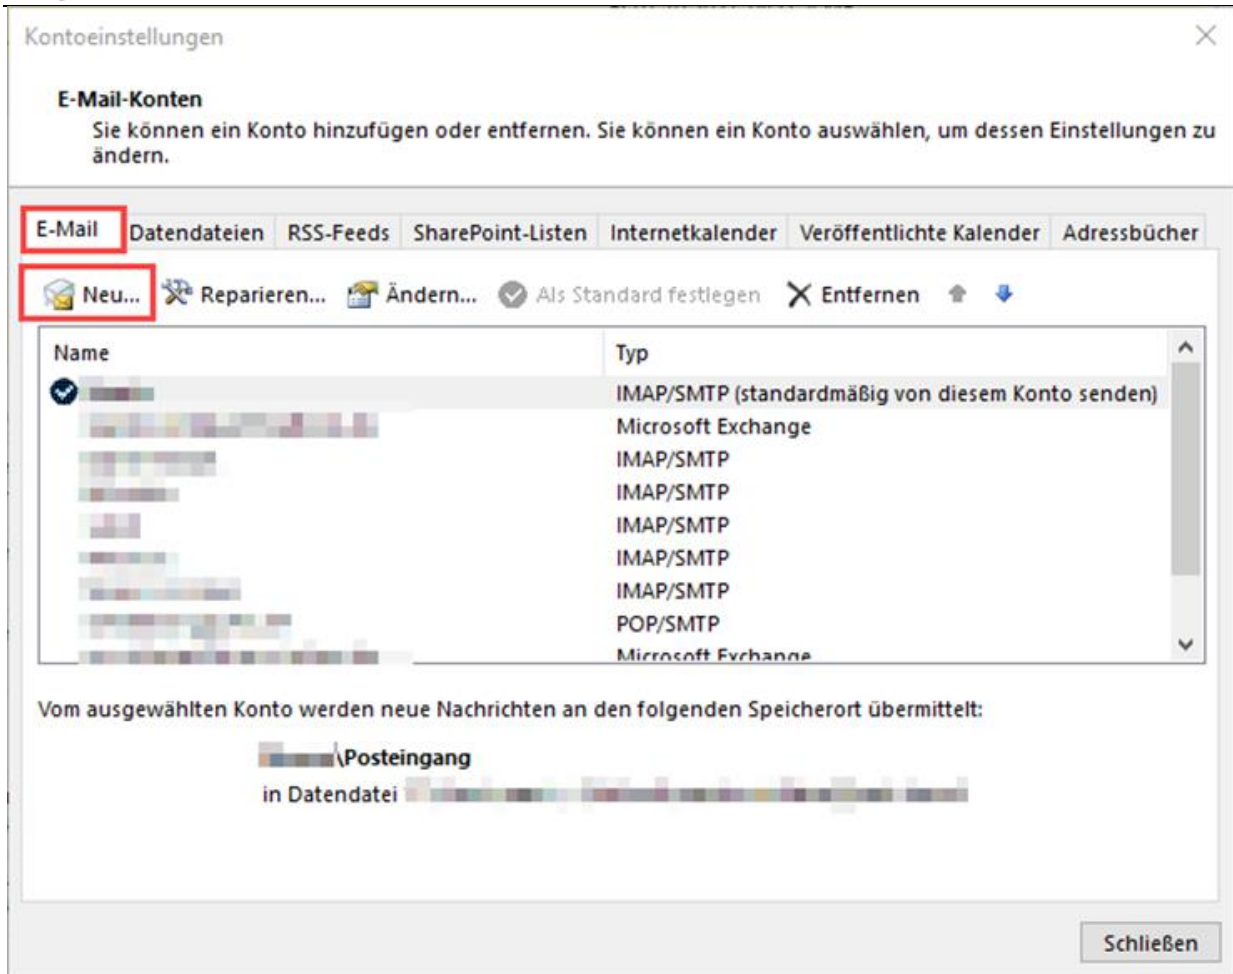 Kontoeinstellungen
E-Mail-Konten
Sie können ein Konto hinzufügen oder entfernen. Sie können ein Konto auswählen, um dessen Einstellungen zu
ändern.
E-Mail Datendateien RSS-Feeds SharePoint-Listen Internetkalender Veröffentlichte Kalender Adressbücher
Neu... Reparieren... Ändern... Als Standard festlegen Entfernen
Name Typ
IMAP/SMTP (standardmäßig von diesem Konto senden)
Microsoft Exchange
IMAP/SMTP
IMAP/SMTP
IMAP/SMTP
IMAP/SMTP
IMAP/SMTP
POP/SMTP
Microsoft Exchange
Vom ausgewählten Konto werden neue Nachrichten an den folgenden Speicherort übermittelt:
\Posteingang
in Datendatei
Schließen